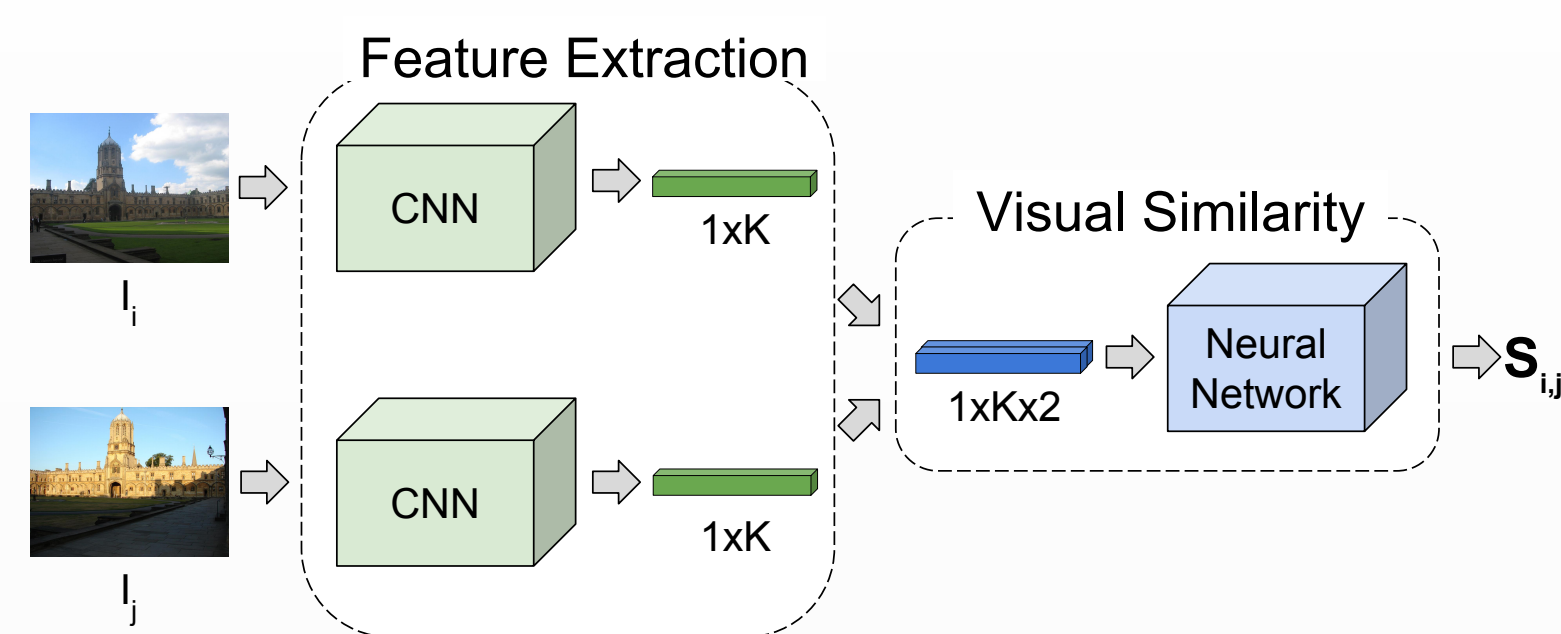 Feature Extraction
CNN
1xK
I_i
Visual Similarity
Neural
Network
S_i,j
1xKx2
CNN
1xK
I_j